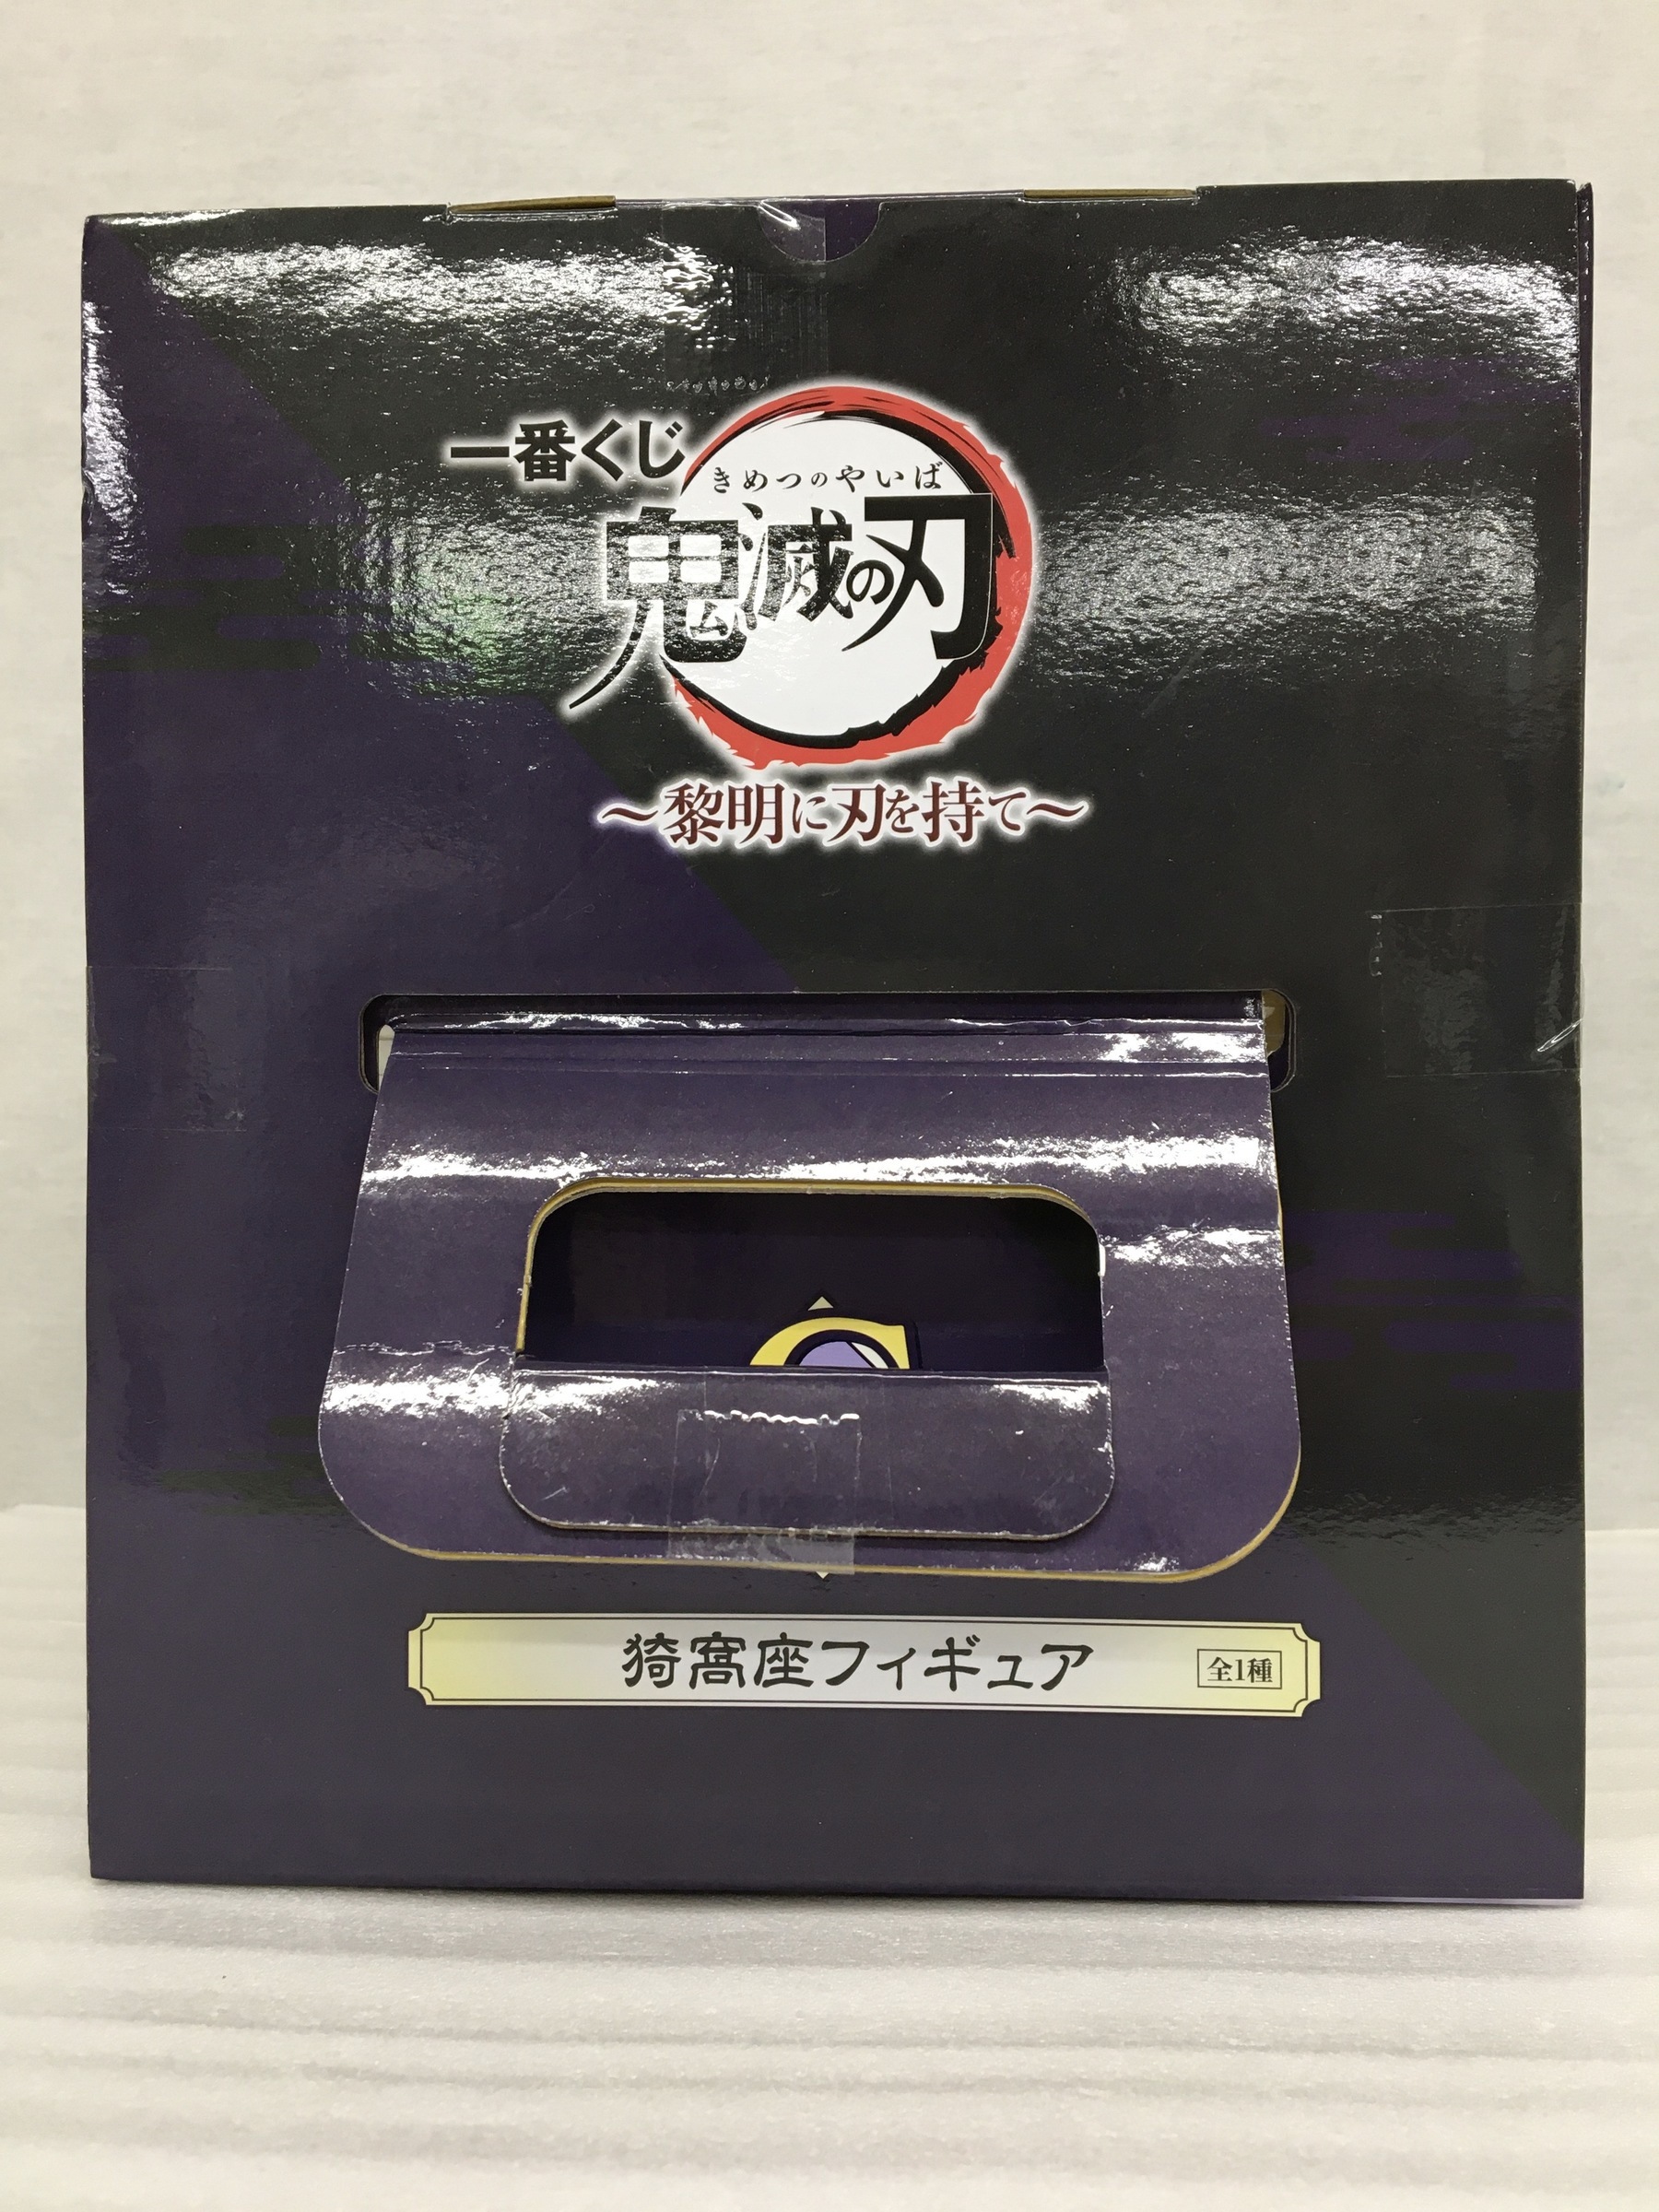 一番くじ
きめつのやいば
鬼滅の刃
～黎明に刃を持て～
猗窩座フィギュア
全1種